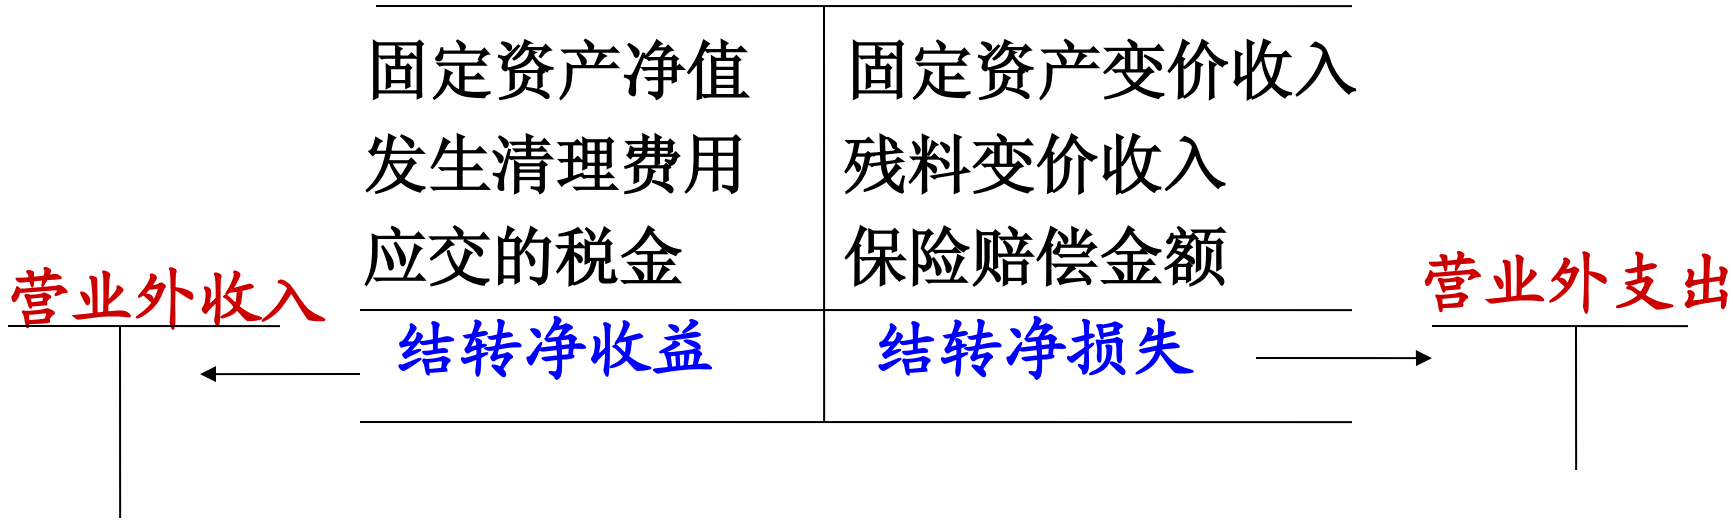 固定资产净值 固定资产变价收入
发生清理费用 残料变价收入
应交的税金 保险赔偿金额
营业外收入 营业外支出
结转净收益 结转净损失